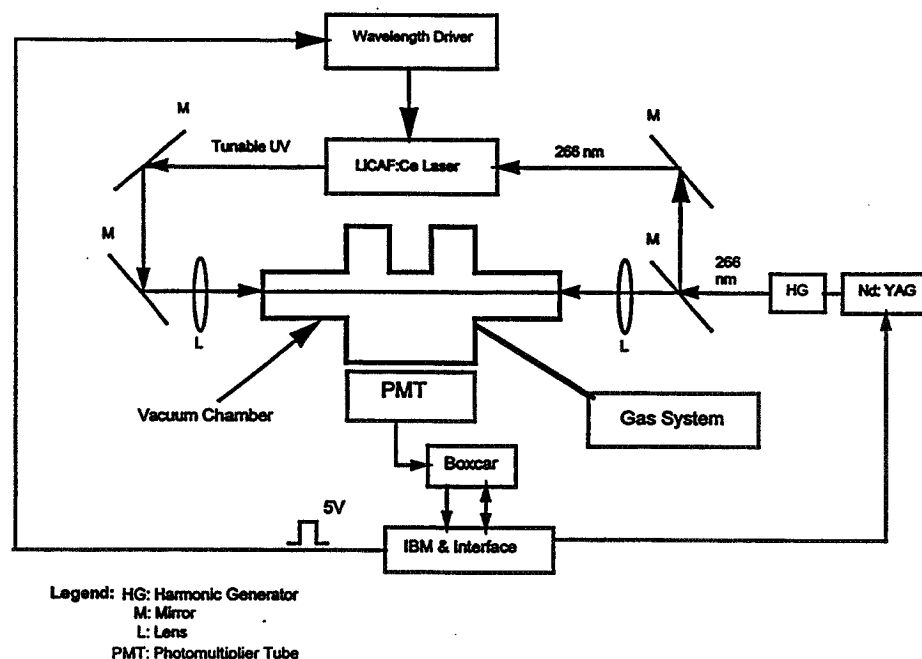 Wavelength Driver
M
M
Tunable UV
LICAF:Ce Laser
266 nm
M
M
266
nm
HG
Nd: YAG
L
L
Vacuum Chamber
PMT
Gas System
Boxcar
5V
IBM & Interface
Legend: HG: Harmonic Generator
M: Mirror
L: Lens
PMT: Photomultiplier Tube